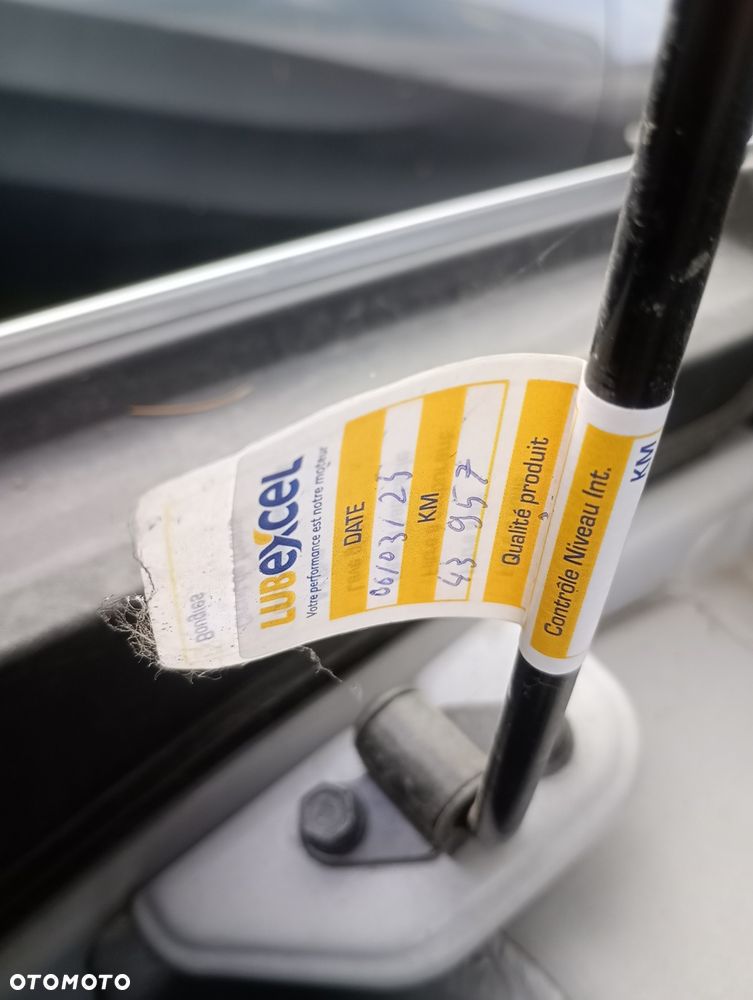 LUBEXCEL
Votre performance est notre moteur
DATE
06/03/25
KM
43 957
Qualité produit
Contrôle Niveau Int.
KM
OTOMOTO